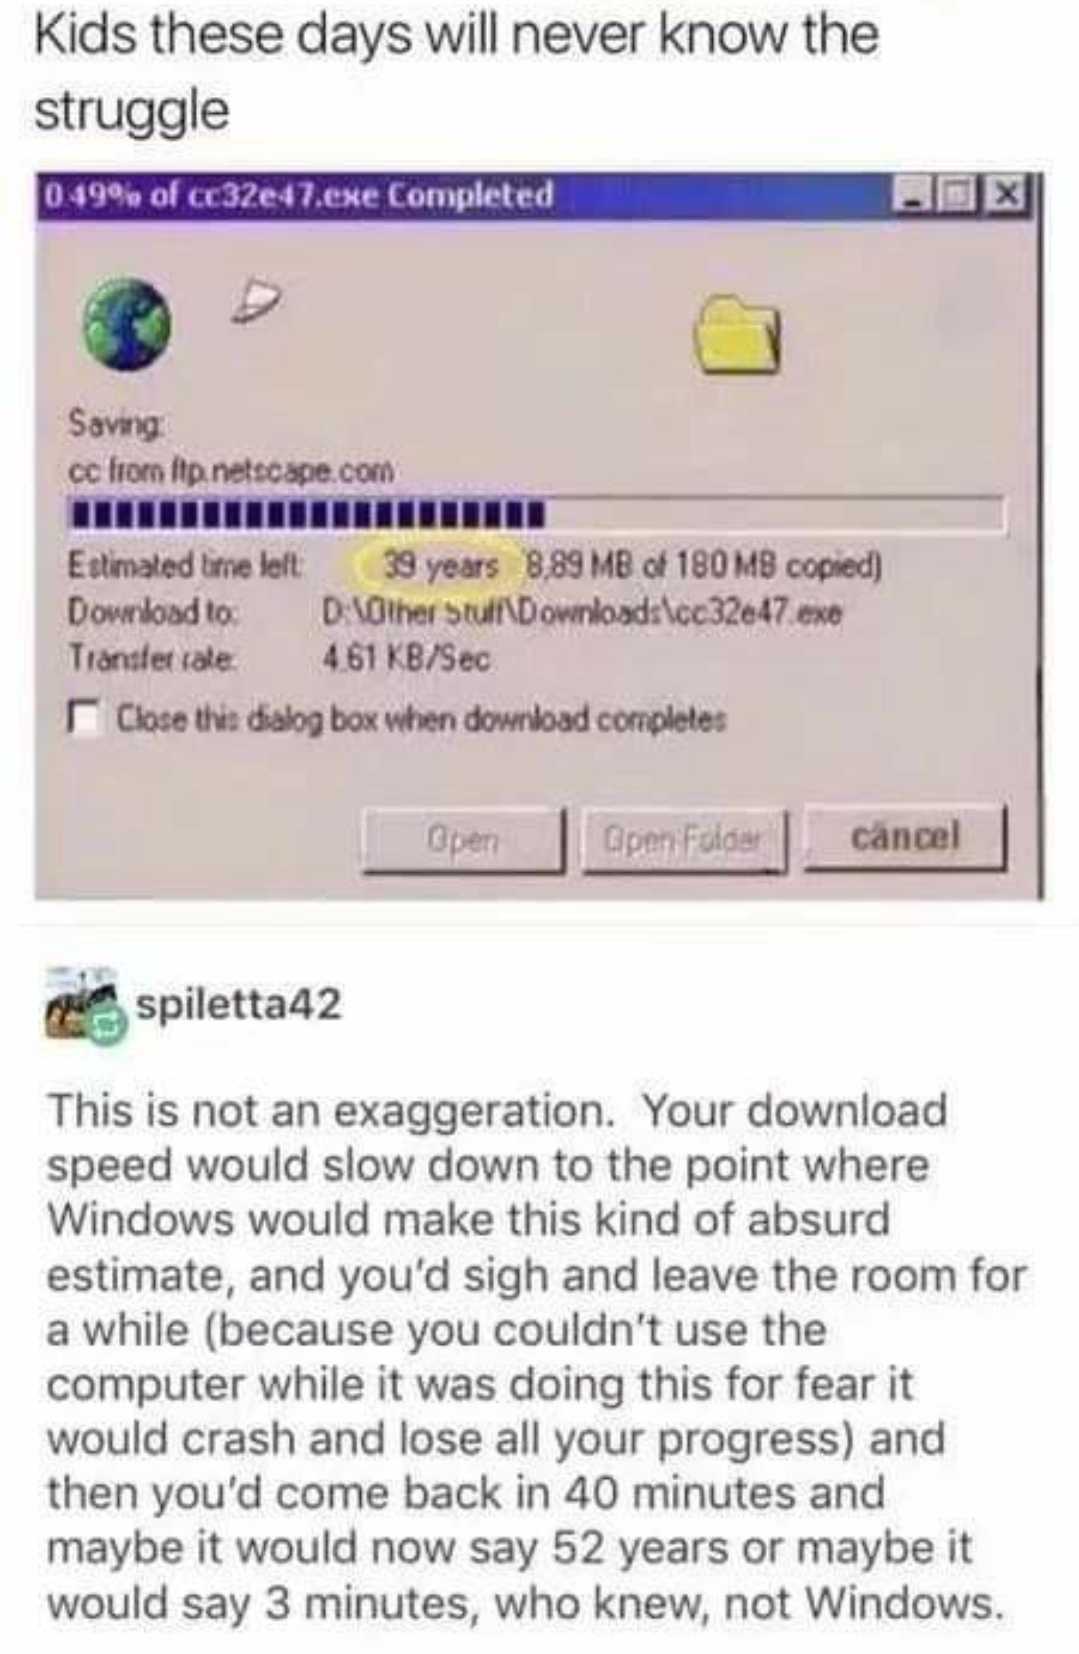 Kids these days will never know the
struggle
0.49% of cc32e47.exe Completed
Saving:
cc from ftp.netscape.com
Estimated time left: 39 years 8,89 MB of 180 MB copied)
Download to: D:\Other Stuff\Downloads\cc32e47.exe
Transfer rate: 4.61 KB/Sec
Close this dialog box when download completes
Open Open Folder cancel
spiletta42
This is not an exaggeration. Your download
speed would slow down to the point where
Windows would make this kind of absurd
estimate, and you'd sigh and leave the room for
a while (because you couldn't use the
computer while it was doing this for fear it
would crash and lose all your progress) and
then you'd come back in 40 minutes and
maybe it would now say 52 years or maybe it
would say 3 minutes, who knew, not Windows.